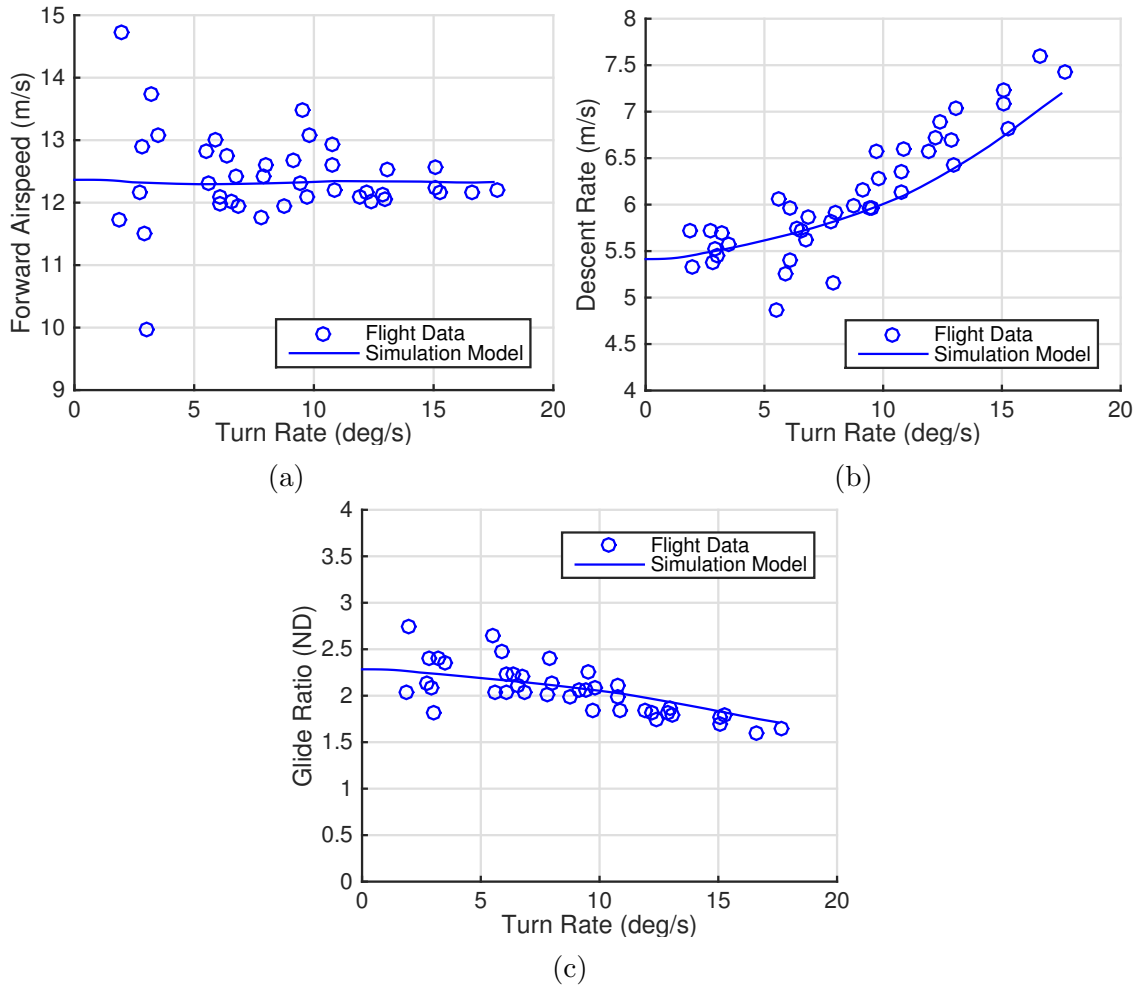 15
14
13
12
11
10
9
Forward Airspeed (m/s)
0 5 10 15 20
Turn Rate (deg/s)
Flight Data
Simulation Model
(a)
8
7.5
7
6.5
6
5.5
5
4.5
4
Descent Rate (m/s)
0 5 10 15 20
Turn Rate (deg/s)
Flight Data
Simulation Model
(b)
4
3.5
3
2.5
2
1.5
1
0.5
0
Glide Ratio (ND)
0 5 10 15 20
Turn Rate (deg/s)
Flight Data
Simulation Model
(c)